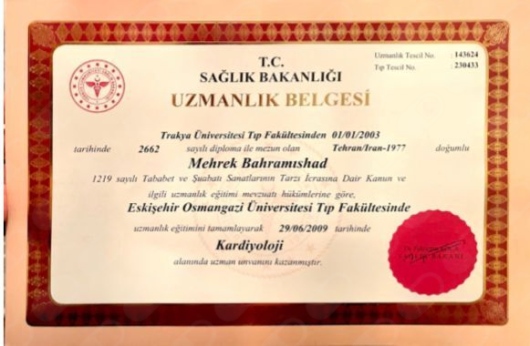 T.C.
SAĞLIK BAKANLIĞI
Uzmanlık Tescil No. : 143624
Tıp Tescil No. : 230433
UZMANLIK BELGESİ
Trakya Üniversitesi Tıp Fakültesinden 01/01/2003
tarihinde 2662 sayılı diploma ile mezun olan Tehran/Iran-1977 doğumlu
Mehrek Bahramıshad
1219 sayılı Tababet ve Şuabatı Sanatlarının Tarzı İcrasına Dair Kanun ve
ilgili uzmanlık eğitimi mevzuatı hükümlerine göre,
Eskişehir Osmangazi Üniversitesi Tıp Fakültesinde
uzmanlık eğitimini tamamlayarak 29/06/2009 tarihinde
Kardiyoloji
alanında uzman unvanını kazanmıştır.